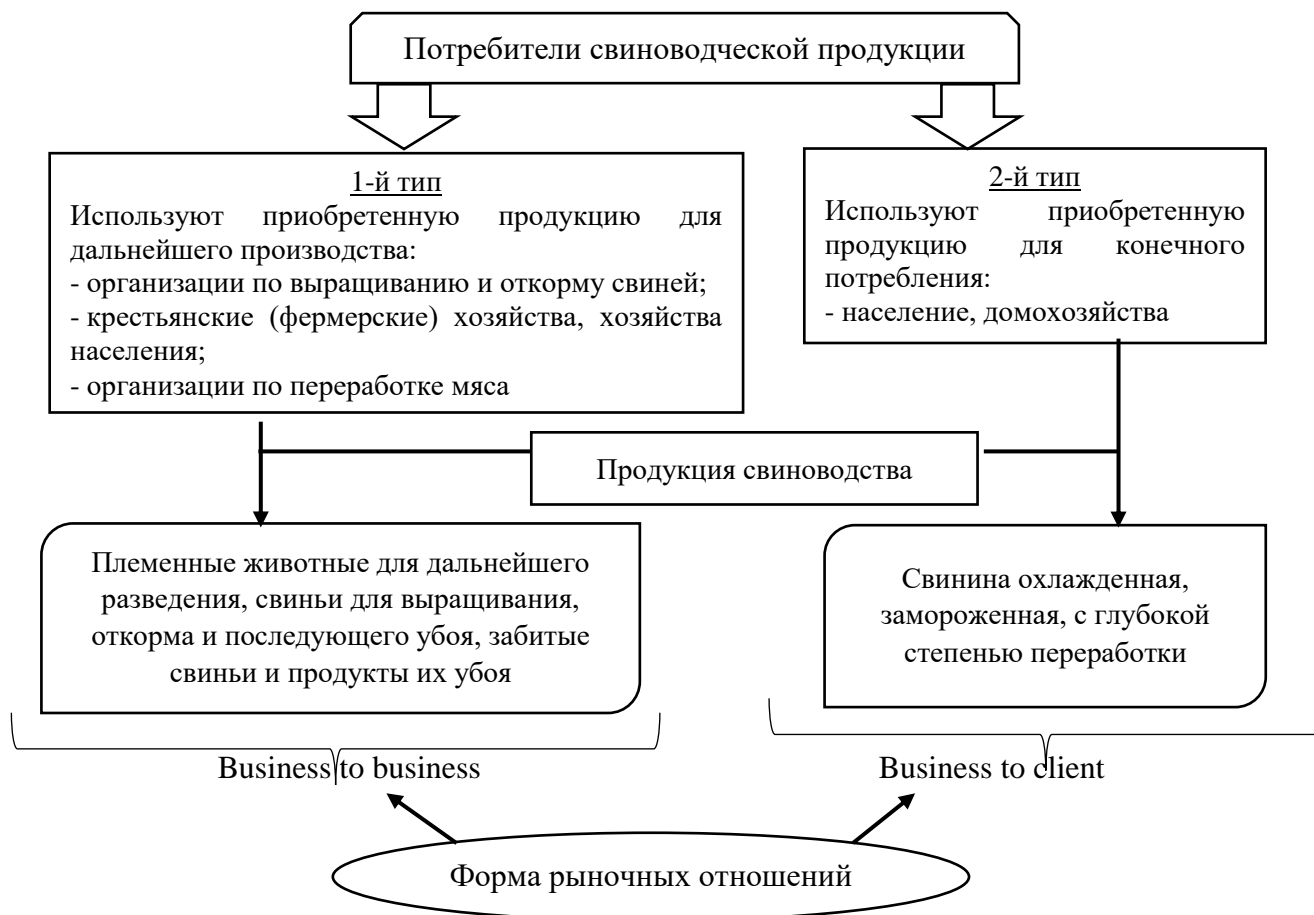 Потребители свиноводческой продукции
1-й тип
Используют приобретенную продукцию для
дальнейшего производства:
- организации по выращиванию и откорму свиней;
- крестьянские (фермерские) хозяйства, хозяйства
населения;
- организации по переработке мяса
2-й тип
Используют приобретенную
продукцию для конечного
потребления:
- население, домохозяйства
Продукция свиноводства
Племенные животные для дальнейшего
разведения, свиньи для выращивания,
откорма и последующего убоя, забитые
свиньи и продукты их убоя
Свинина охлажденная,
замороженная, с глубокой
степенью переработки
Business to business
Business to client
Форма рыночных отношений